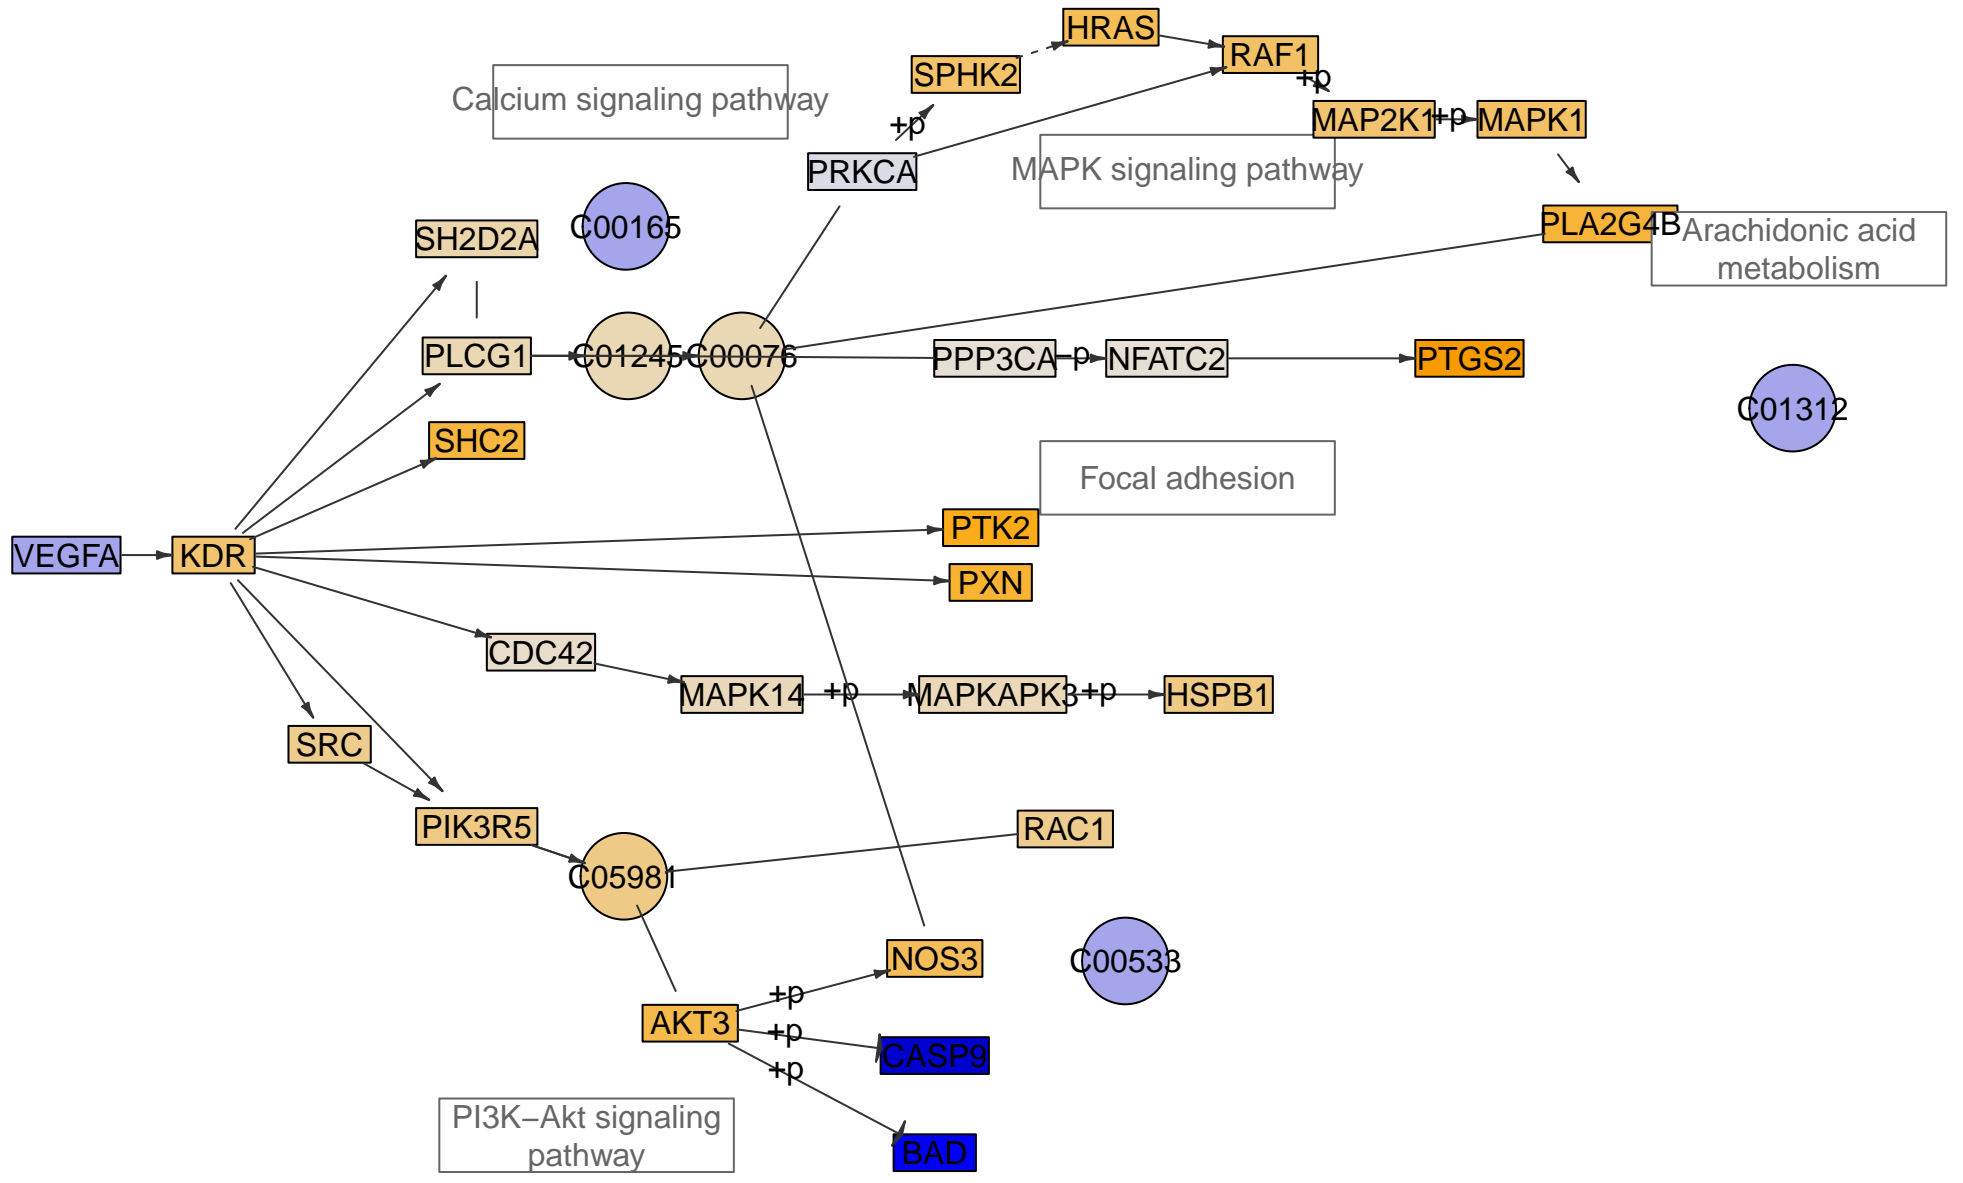 HRAS
RAF1
SPHK2
+p
Calcium signaling pathway
+p
MAP2K1
+p
MAPK1
PRKCA
MAPK signaling pathway
C00165
SH2D2A
PLA2G4B
Arachidonic acid
metabolism
PLCG1
C01245
C00076
PPP3CA
−p
NFATC2
PTGS2
C01312
SHC2
Focal adhesion
PTK2
VEGFA
KDR
PXN
CDC42
MAPK14
+p
MAPKAPK3
+p
HSPB1
SRC
PIK3R5
RAC1
C05981
NOS3
C00533
+p
AKT3
+p
CASP9
+p
PI3K−Akt signaling
pathway
BAD